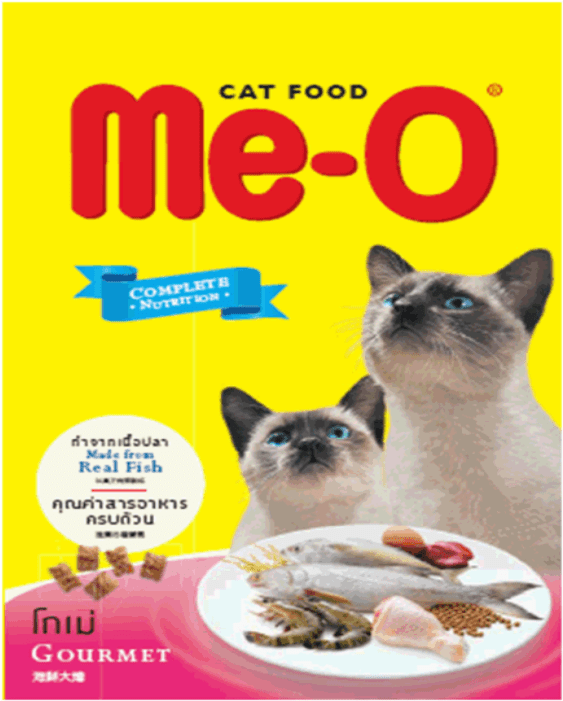 CAT FOOD
Me-O®
COMPLETE
• NUTRITION •
ทำจากเนื้อปลา
Made from
Real Fish
คุณค่าสารอาหาร
ครบถ้วน
โกเม่
GOURMET